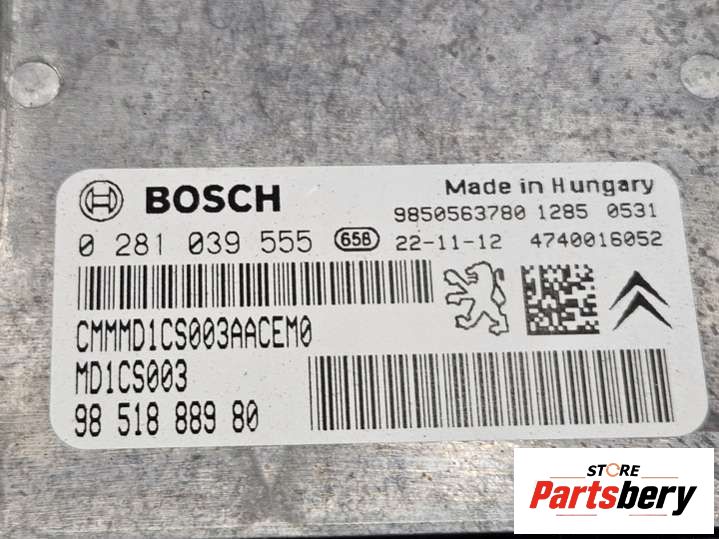 BOSCH
Made in Hungary
9850563780 1285 0531
0 281 039 555 65B 22-11-12 4740016052
CMMMD1CS003AACEM0
MD1CS003
98 518 889 80
STORE
Partsbery